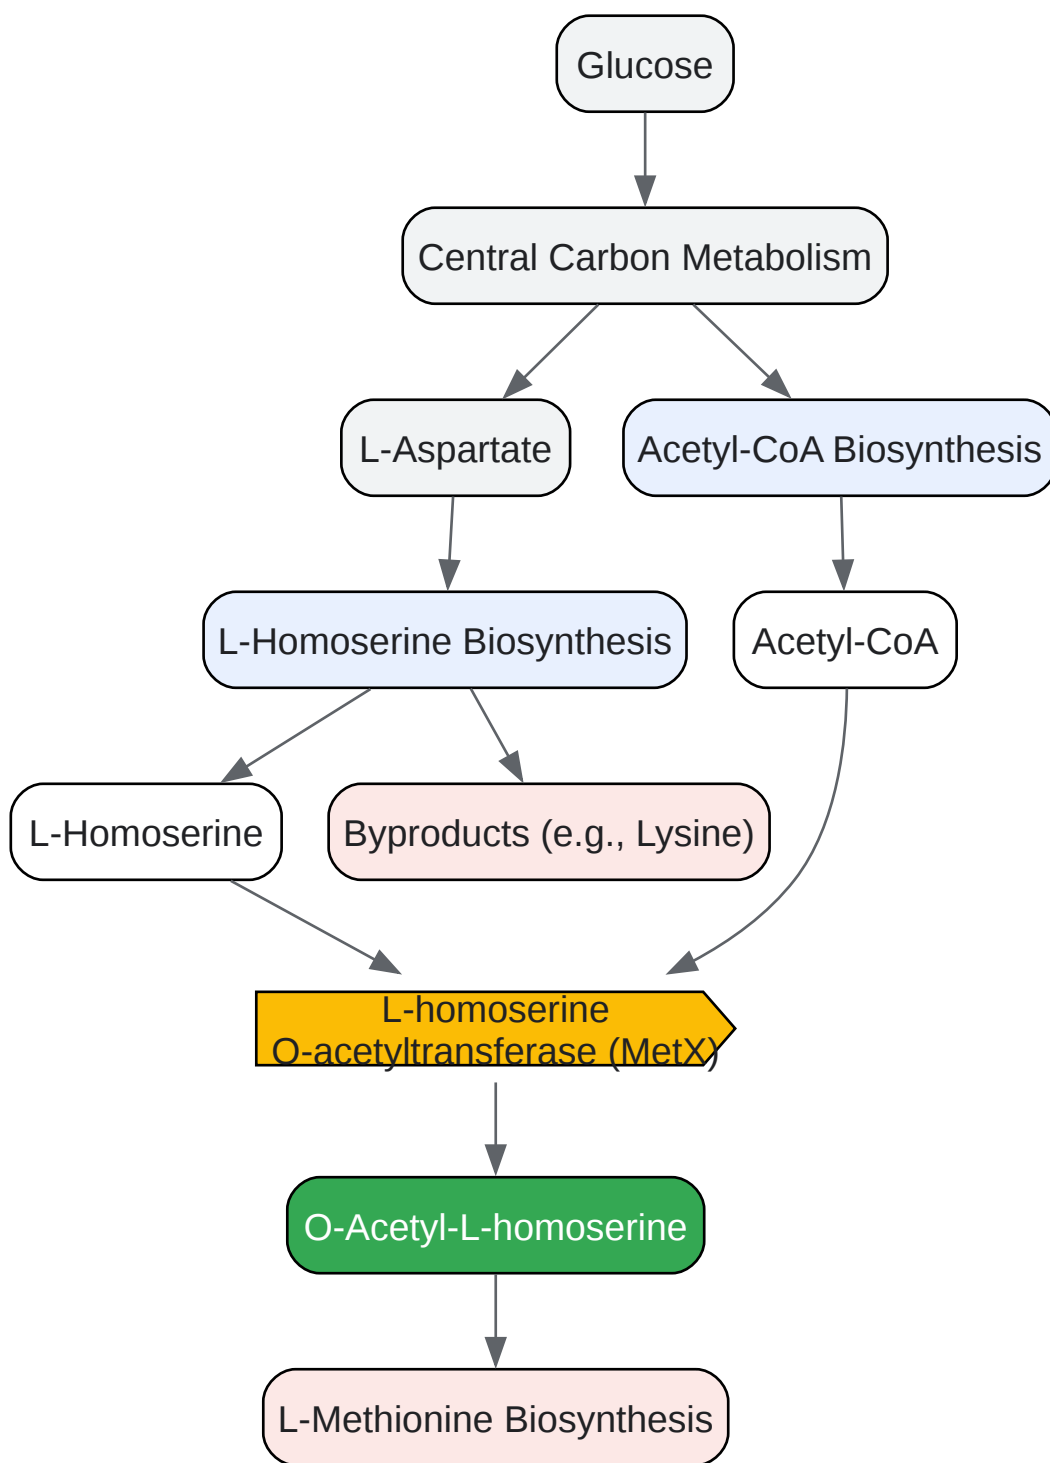 Glucose
Central Carbon Metabolism
L-Aspartate
Acetyl-CoA Biosynthesis
L-Homoserine Biosynthesis
Acetyl-CoA
L-Homoserine
Byproducts (e.g., Lysine)
L-homoserine
O-acetyltransferase (MetX)
O-Acetyl-L-homoserine
L-Methionine Biosynthesis